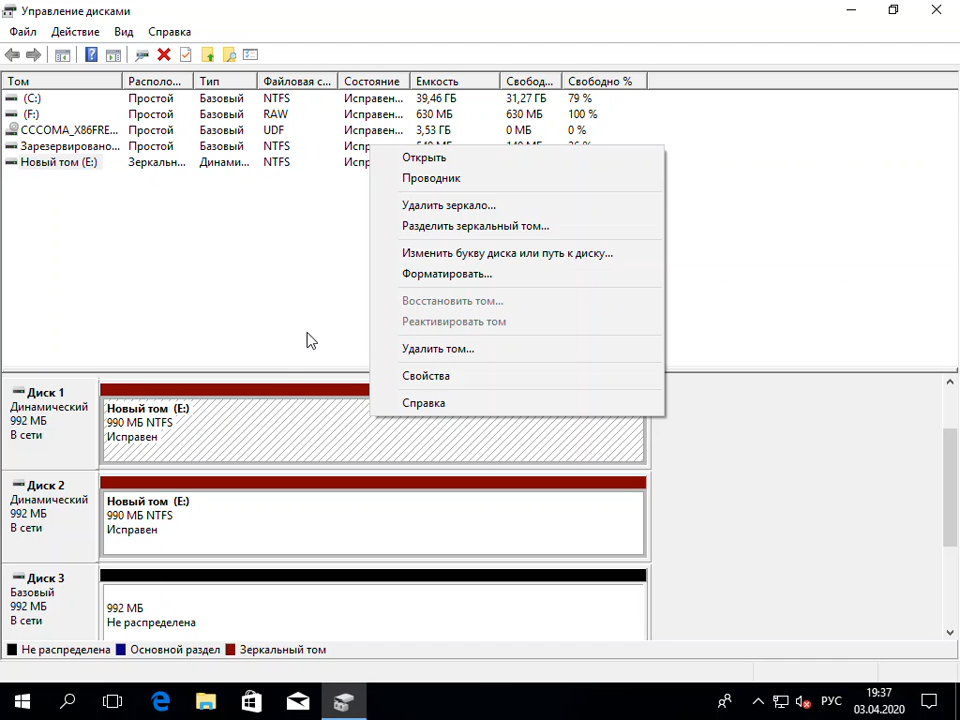 Управление дисками
Файл Действие Вид Справка
Том Располо... Тип Файловая с... Состояние Емкость Свобод... Свободно %
(C:) Простой Базовый NTFS Исправен... 39,46 ГБ 31,27 ГБ 79 %
(F:) Простой Базовый RAW Исправен... 630 МБ 630 МБ 100 %
CCCOMA_X86FRE... Простой Базовый UDF Исправен... 3,53 ГБ 0 МБ 0 %
Зарезервировано... Простой Базовый NTFS
Новый том (E:) Зеркальн... Динами... NTFS
Открыть
Проводник
Удалить зеркало...
Разделить зеркальный том...
Изменить букву диска или путь к диску...
Форматировать...
Восстановить том...
Реактивировать том
Удалить том...
Свойства
Справка
Диск 1
Динамический
992 МБ
В сети
Новый том (E:)
990 МБ NTFS
Исправен
Диск 2
Динамический
992 МБ
В сети
Новый том (E:)
990 МБ NTFS
Исправен
Диск 3
Базовый
992 МБ
В сети
992 МБ
Не распределена
Не распределена Основной раздел Зеркальный том
РУС
19:37
03.04.2020